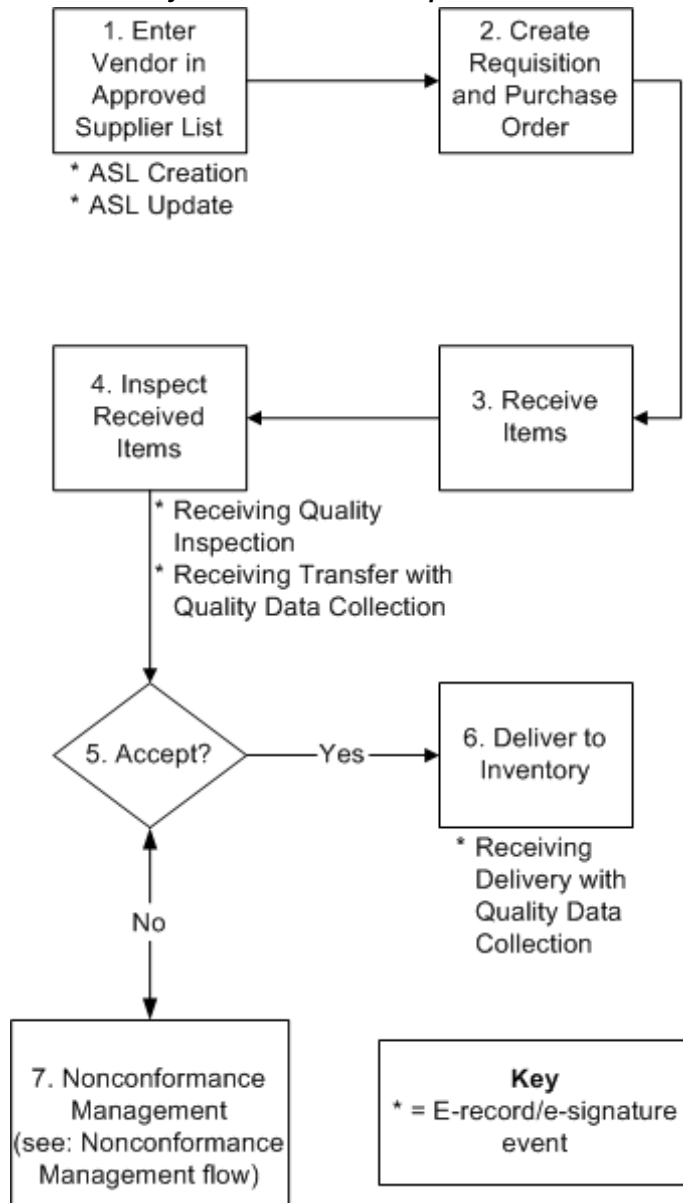 1. Enter
Vendor in
Approved
Supplier List
2. Create
Requisition
and Purchase
Order
* ASL Creation
* ASL Update
4. Inspect
Received
Items
3. Receive
Items
* Receiving Quality
Inspection
* Receiving Transfer with
Quality Data Collection
5. Accept?
Yes
6. Deliver to
Inventory
* Receiving
Delivery with
Quality Data
Collection
No
7. Nonconformance
Management
(see: Nonconformance
Management flow)
Key
* = E-record/e-signature
event